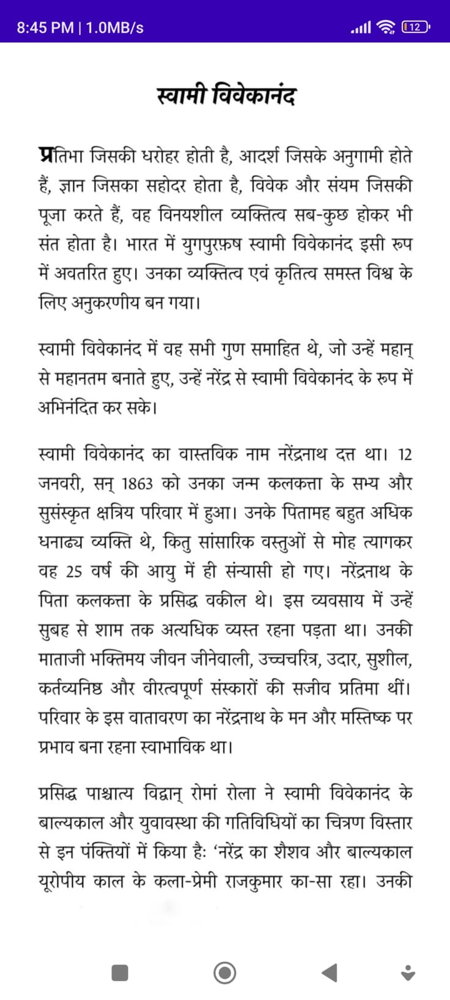 8:45 PM | 1.0MB/s
12
स्वामी विवेकानंद
प्रतिभा जिसकी धरोहर होती है, आदर्श जिसके अनुगामी होते
हैं, ज्ञान जिसका सहोदर होता है, विवेक और संयम जिसकी
पूजा करते हैं, वह विनयशील व्यक्तित्व सब-कुछ होकर भी
संत होता है। भारत में युगपुरफ़ष स्वामी विवेकानंद इसी रूप
में अवतरित हुए। उनका व्यक्तित्व एवं कृतित्व समस्त विश्व के
लिए अनुकरणीय बन गया।
स्वामी विवेकानंद में वह सभी गुण समाहित थे, जो उन्हें महान्
से महानतम बनाते हुए, उन्हें नरेंद्र से स्वामी विवेकानंद के रूप में
अभिनंदित कर सके।
स्वामी विवेकानंद का वास्तविक नाम नरेंद्रनाथ दत्त था। 12
जनवरी, सन् 1863 को उनका जन्म कलकत्ता के सभ्य और
सुसंस्कृत क्षत्रिय परिवार में हुआ। उनके पितामह बहुत अधिक
धनाढ्य व्यक्ति थे, कितु सांसारिक वस्तुओं से मोह त्यागकर
वह 25 वर्ष की आयु में ही संन्यासी हो गए। नरेंद्रनाथ के
पिता कलकत्ता के प्रसिद्ध वकील थे। इस व्यवसाय में उन्हें
सुबह से शाम तक अत्यधिक व्यस्त रहना पड़ता था। उनकी
माताजी भक्तिमय जीवन जीनेवाली, उच्चचरित्र, उदार, सुशील,
कर्तव्यनिष्ठ और वीरत्वपूर्ण संस्कारों की सजीव प्रतिमा थीं।
परिवार के इस वातावरण का नरेंद्रनाथ के मन और मस्तिष्क पर
प्रभाव बना रहना स्वाभाविक था।
प्रसिद्ध पाश्चात्य विद्वान् रोमां रोला ने स्वामी विवेकानंद के
बाल्यकाल और युवावस्था की गतिविधियों का चित्रण विस्तार
से इन पंक्तियों में किया हैः ‘नरेंद्र का शैशव और बाल्यकाल
यूरोपीय काल के कला-प्रेमी राजकुमार का-सा रहा। उनकी